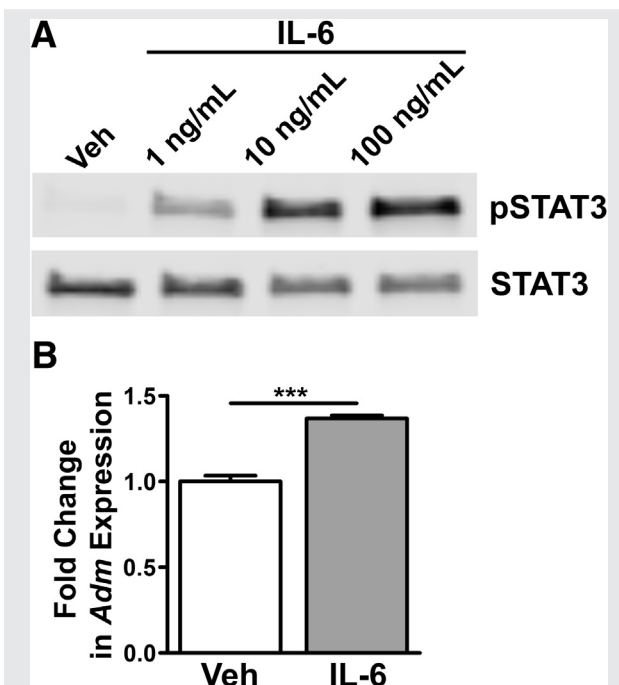 A
IL-6
Veh
1 ng/mL
10 ng/mL
100 ng/mL
pSTAT3
STAT3
B
Fold Change
in Adm Expression
1.5
1.0
0.5
0.0
***
Veh
IL-6